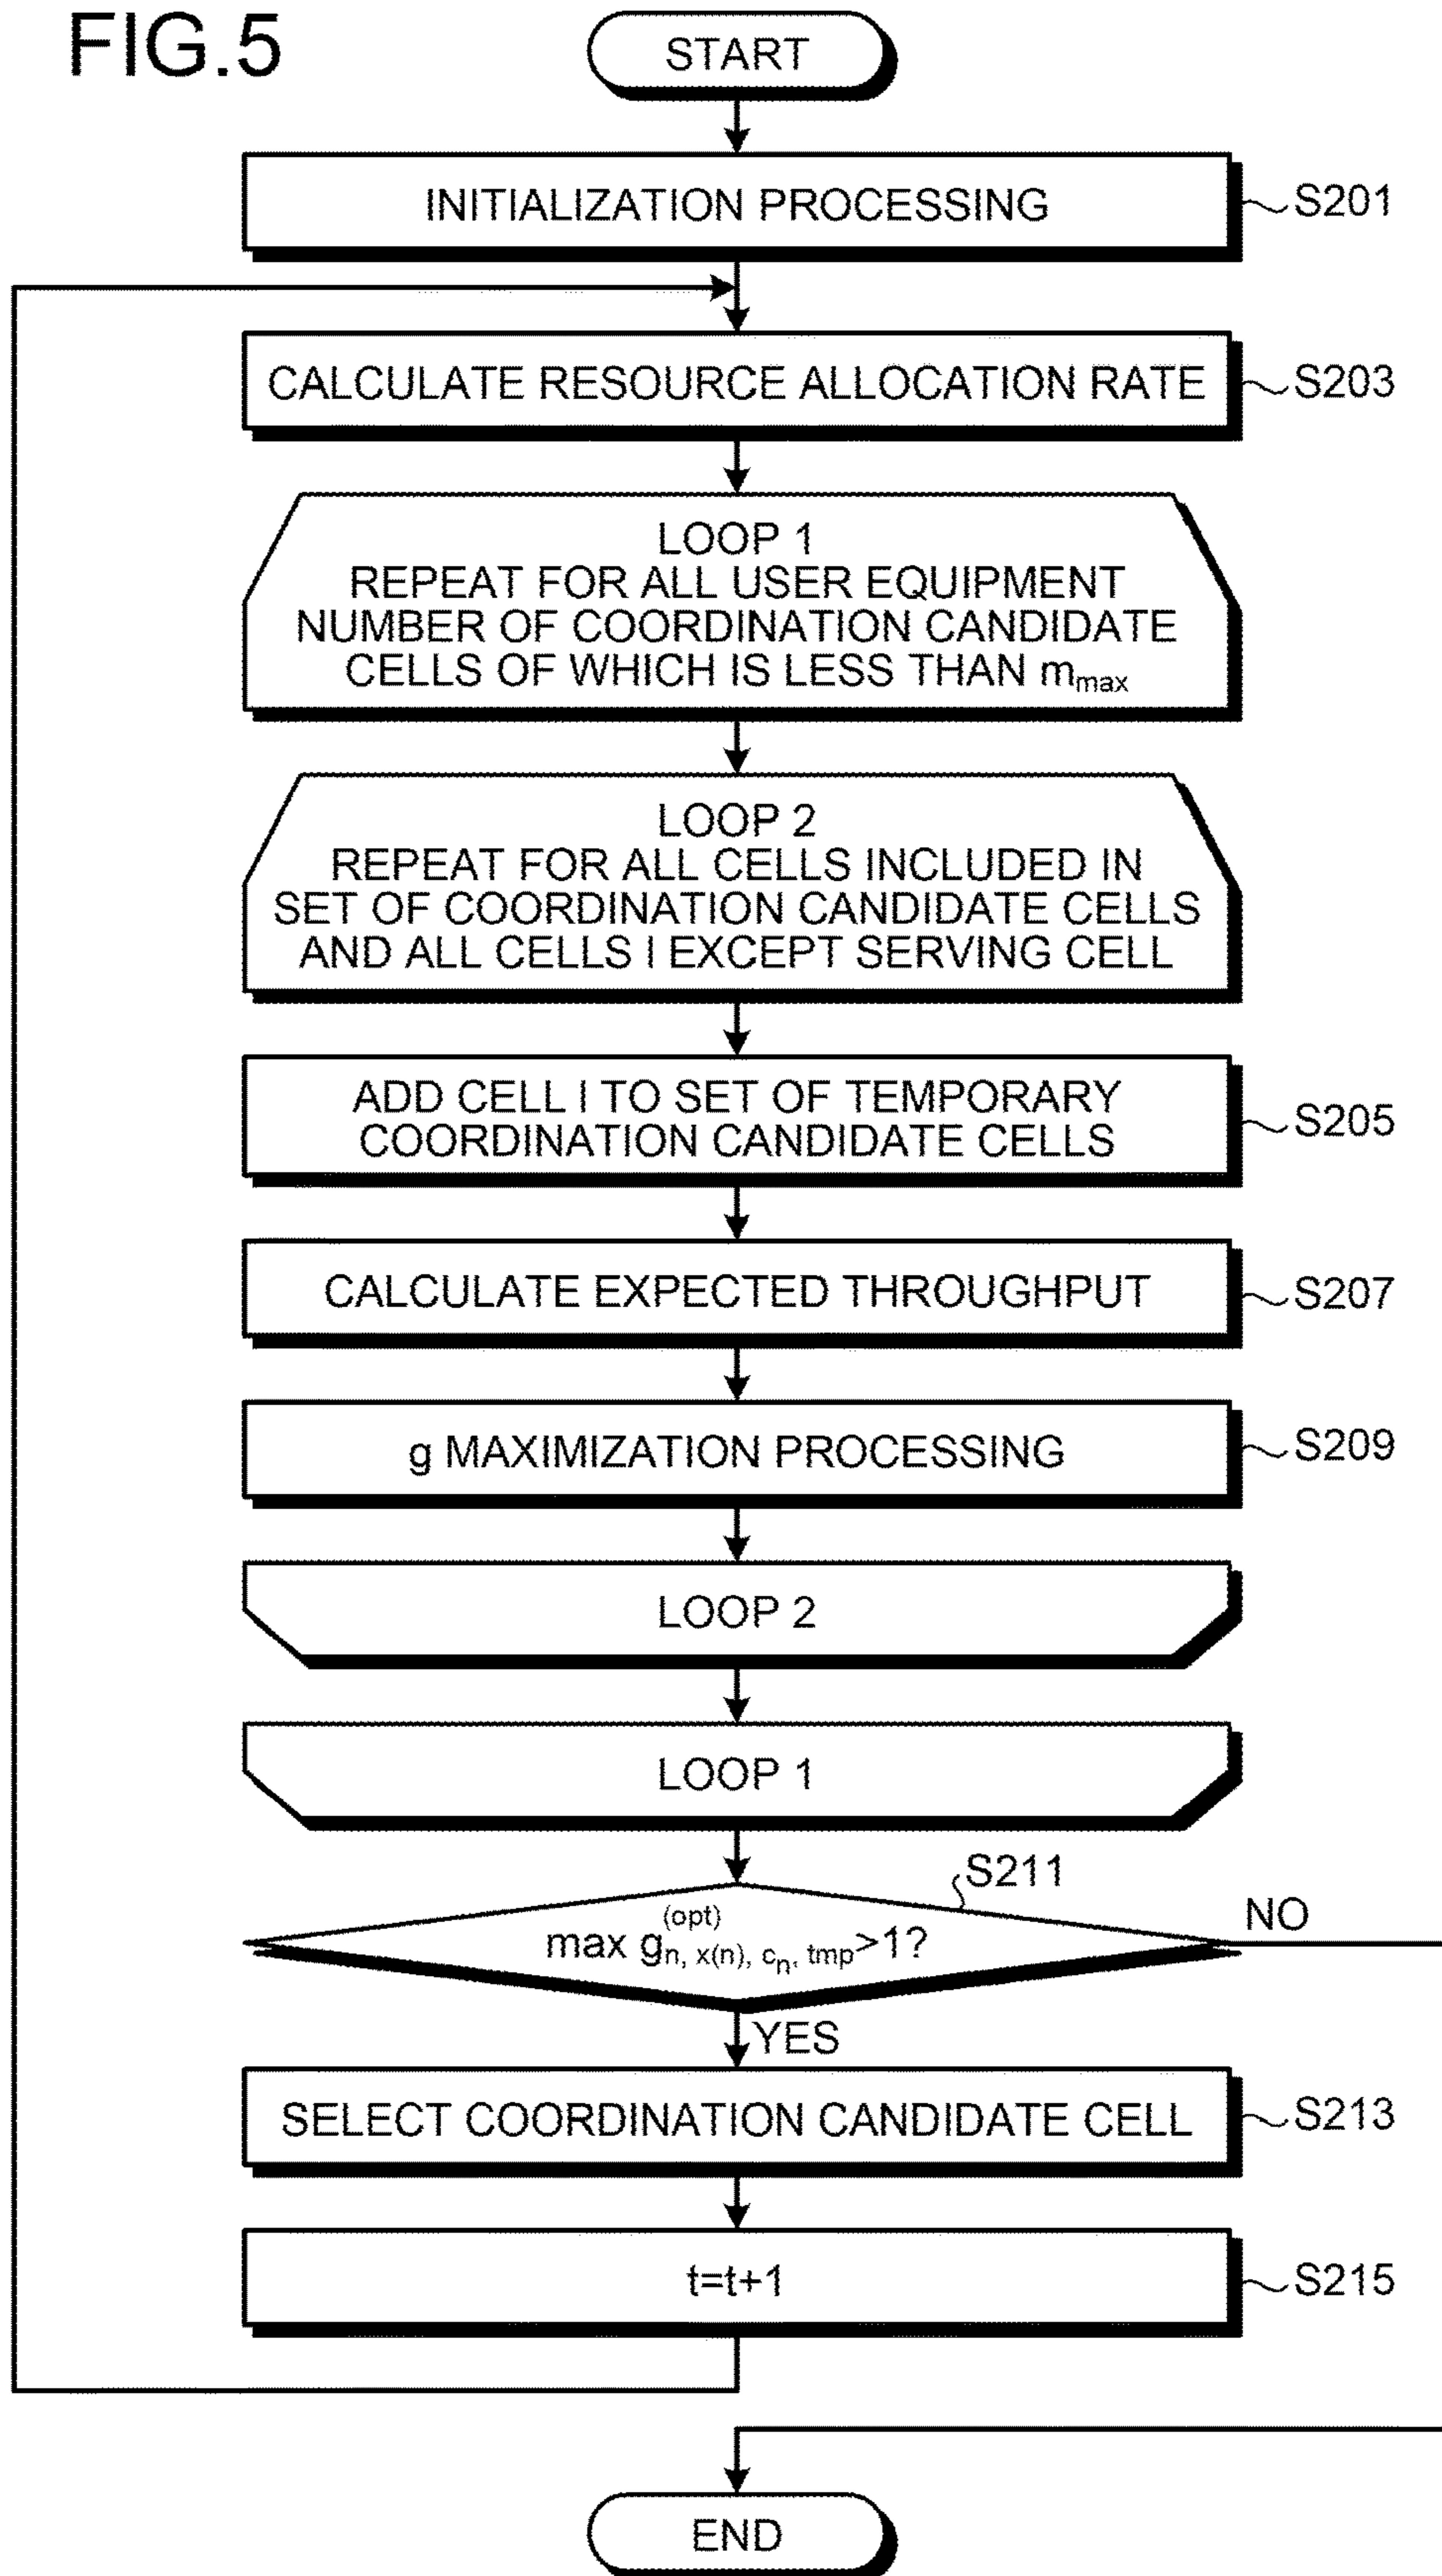 FIG.5
START
INITIALIZATION PROCESSING
S201
CALCULATE RESOURCE ALLOCATION RATE
S203
LOOP 1
REPEAT FOR ALL USER EQUIPMENT
NUMBER OF COORDINATION CANDIDATE
CELLS OF WHICH IS LESS THAN mmax
LOOP 2
REPEAT FOR ALL CELLS INCLUDED IN
SET OF COORDINATION CANDIDATE CELLS
AND ALL CELLS l EXCEPT SERVING CELL
ADD CELL l TO SET OF TEMPORARY
COORDINATION CANDIDATE CELLS
S205
CALCULATE EXPECTED THROUGHPUT
S207
g MAXIMIZATION PROCESSING
S209
LOOP 2
LOOP 1
S211
max g(opt)n, x(n), cn, tmp>1?
NO
YES
SELECT COORDINATION CANDIDATE CELL
S213
t=t+1
S215
END